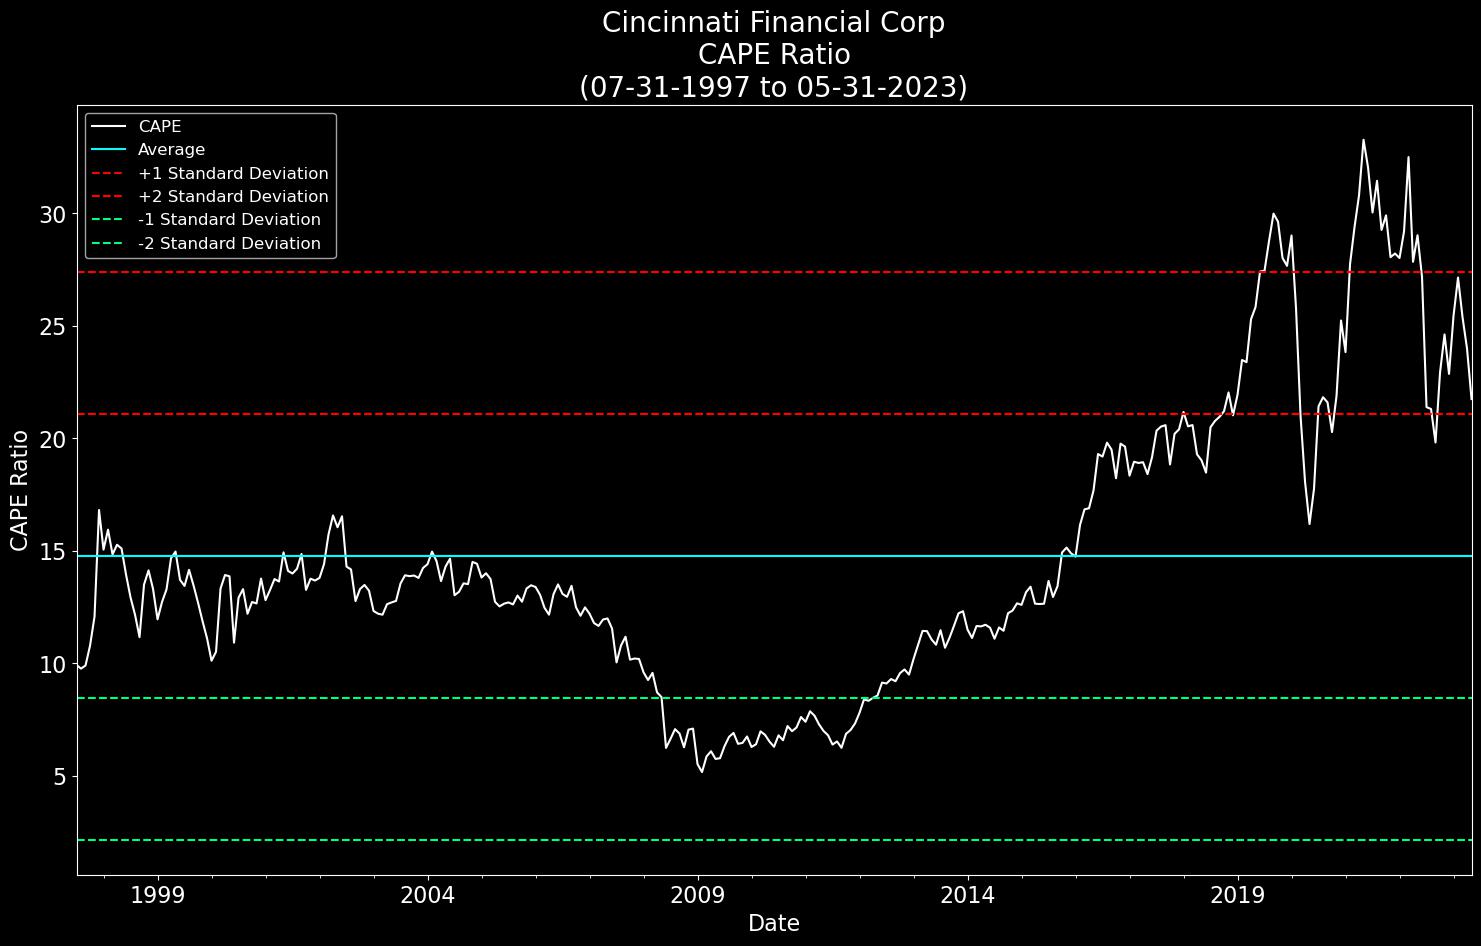 Cincinnati Financial Corp
CAPE Ratio
(07-31-1997 to 05-31-2023)
CAPE
Average
+1 Standard Deviation
+2 Standard Deviation
-1 Standard Deviation
-2 Standard Deviation
30
25
20
15
10
5
CAPE Ratio
1999 2004 2009 2014 2019
Date